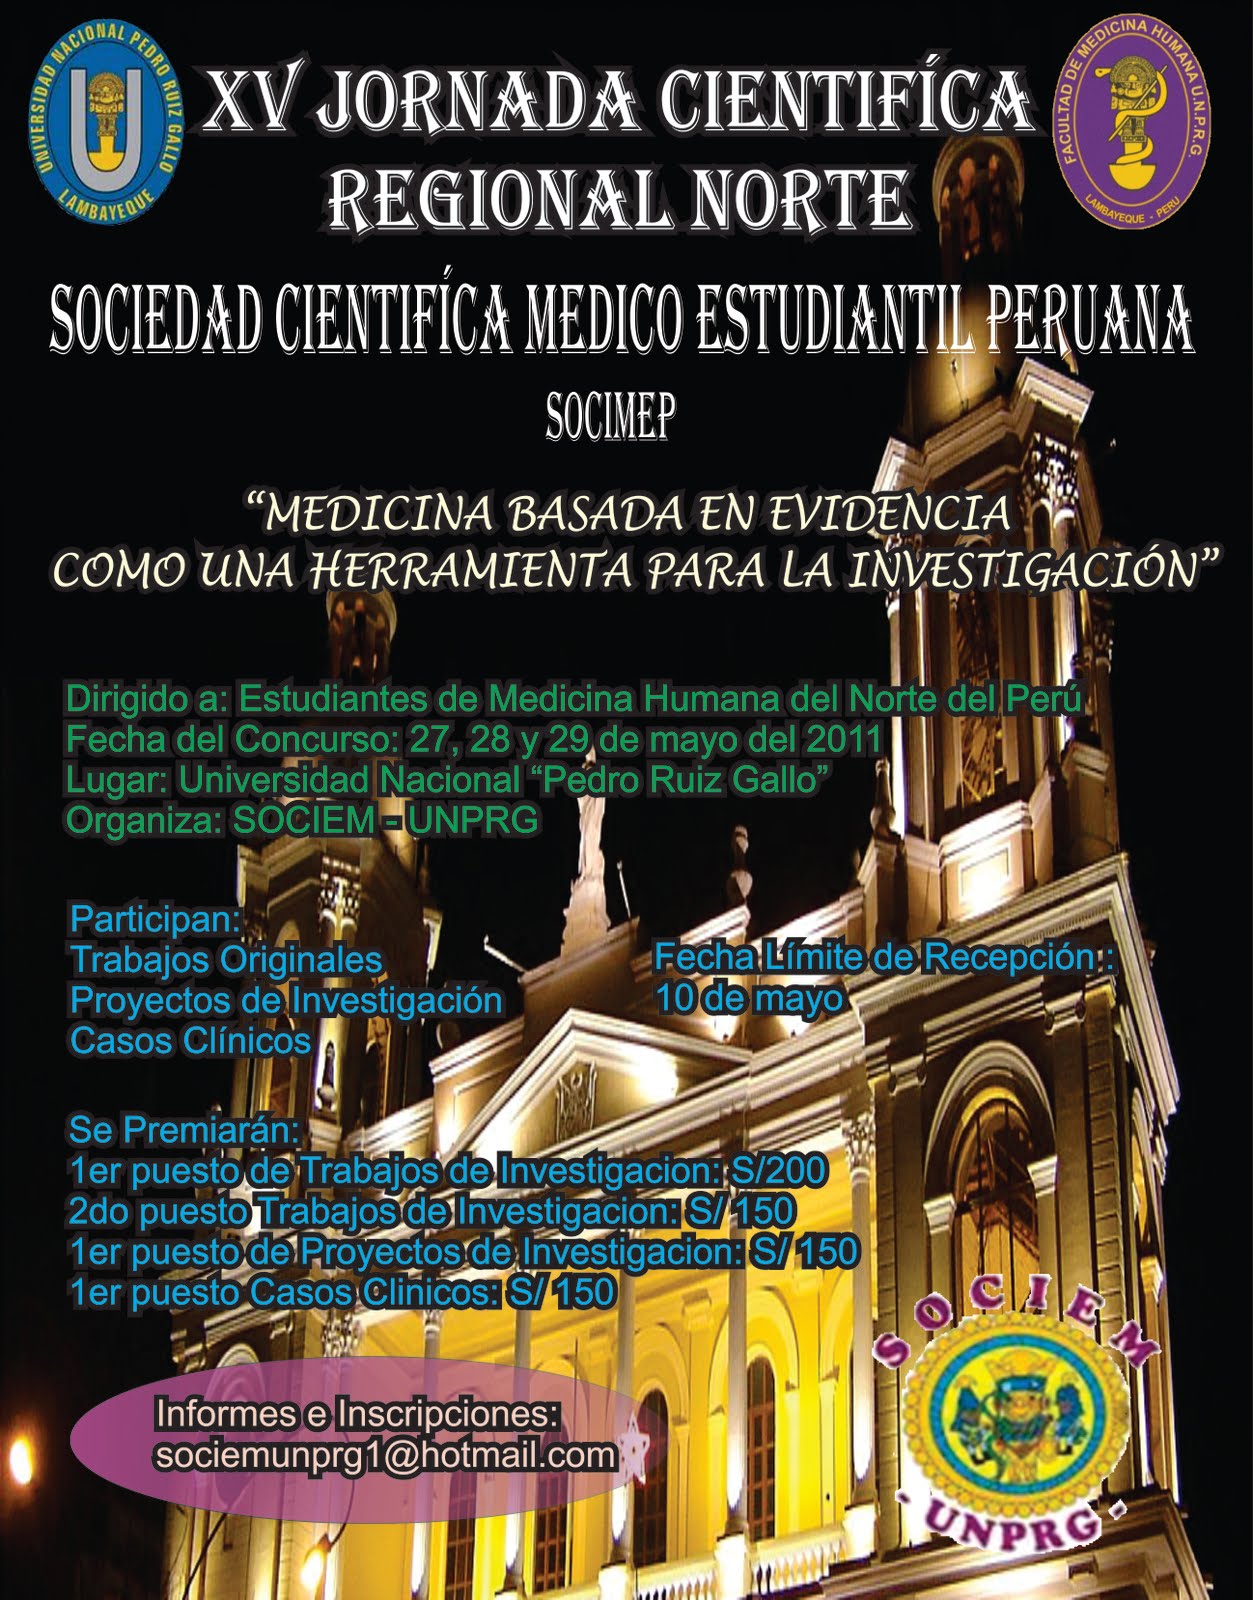 UNIVERSIDAD NACIONAL PEDRO RUIZ GALLO
LAMBAYEQUE
FACULTAD DE MEDICINA HUMANA U.N.P.R.G.
LAMBAYEQUE - PERU
XV JORNADA CIENTIFÍCA
REGIONAL NORTE
SOCIEDAD CIENTIFÍCA MEDICO ESTUDIANTIL PERUANA
SOCIMEP
“MEDICINA BASADA EN EVIDENCIA
COMO UNA HERRAMIENTA PARA LA INVESTIGACIÓN”
Dirigido a: Estudiantes de Medicina Humana del Norte del Perú
Fecha del Concurso: 27, 28 y 29 de mayo del 2011
Lugar: Universidad Nacional “Pedro Ruiz Gallo”
Organiza: SOCIEM - UNPRG
Participan:
Trabajos Originales
Proyectos de Investigación
Casos Clínicos
Fecha Límite de Recepción :
10 de mayo
Se Premiarán:
1er puesto de Trabajos de Investigacion: S/200
2do puesto Trabajos de Investigacion: S/ 150
1er puesto de Proyectos de Investigacion: S/ 150
1er puesto Casos Clinicos: S/ 150
Informes e Inscripciones:
sociemunprg1@hotmail.com
SOCIEM
- UNPRG -